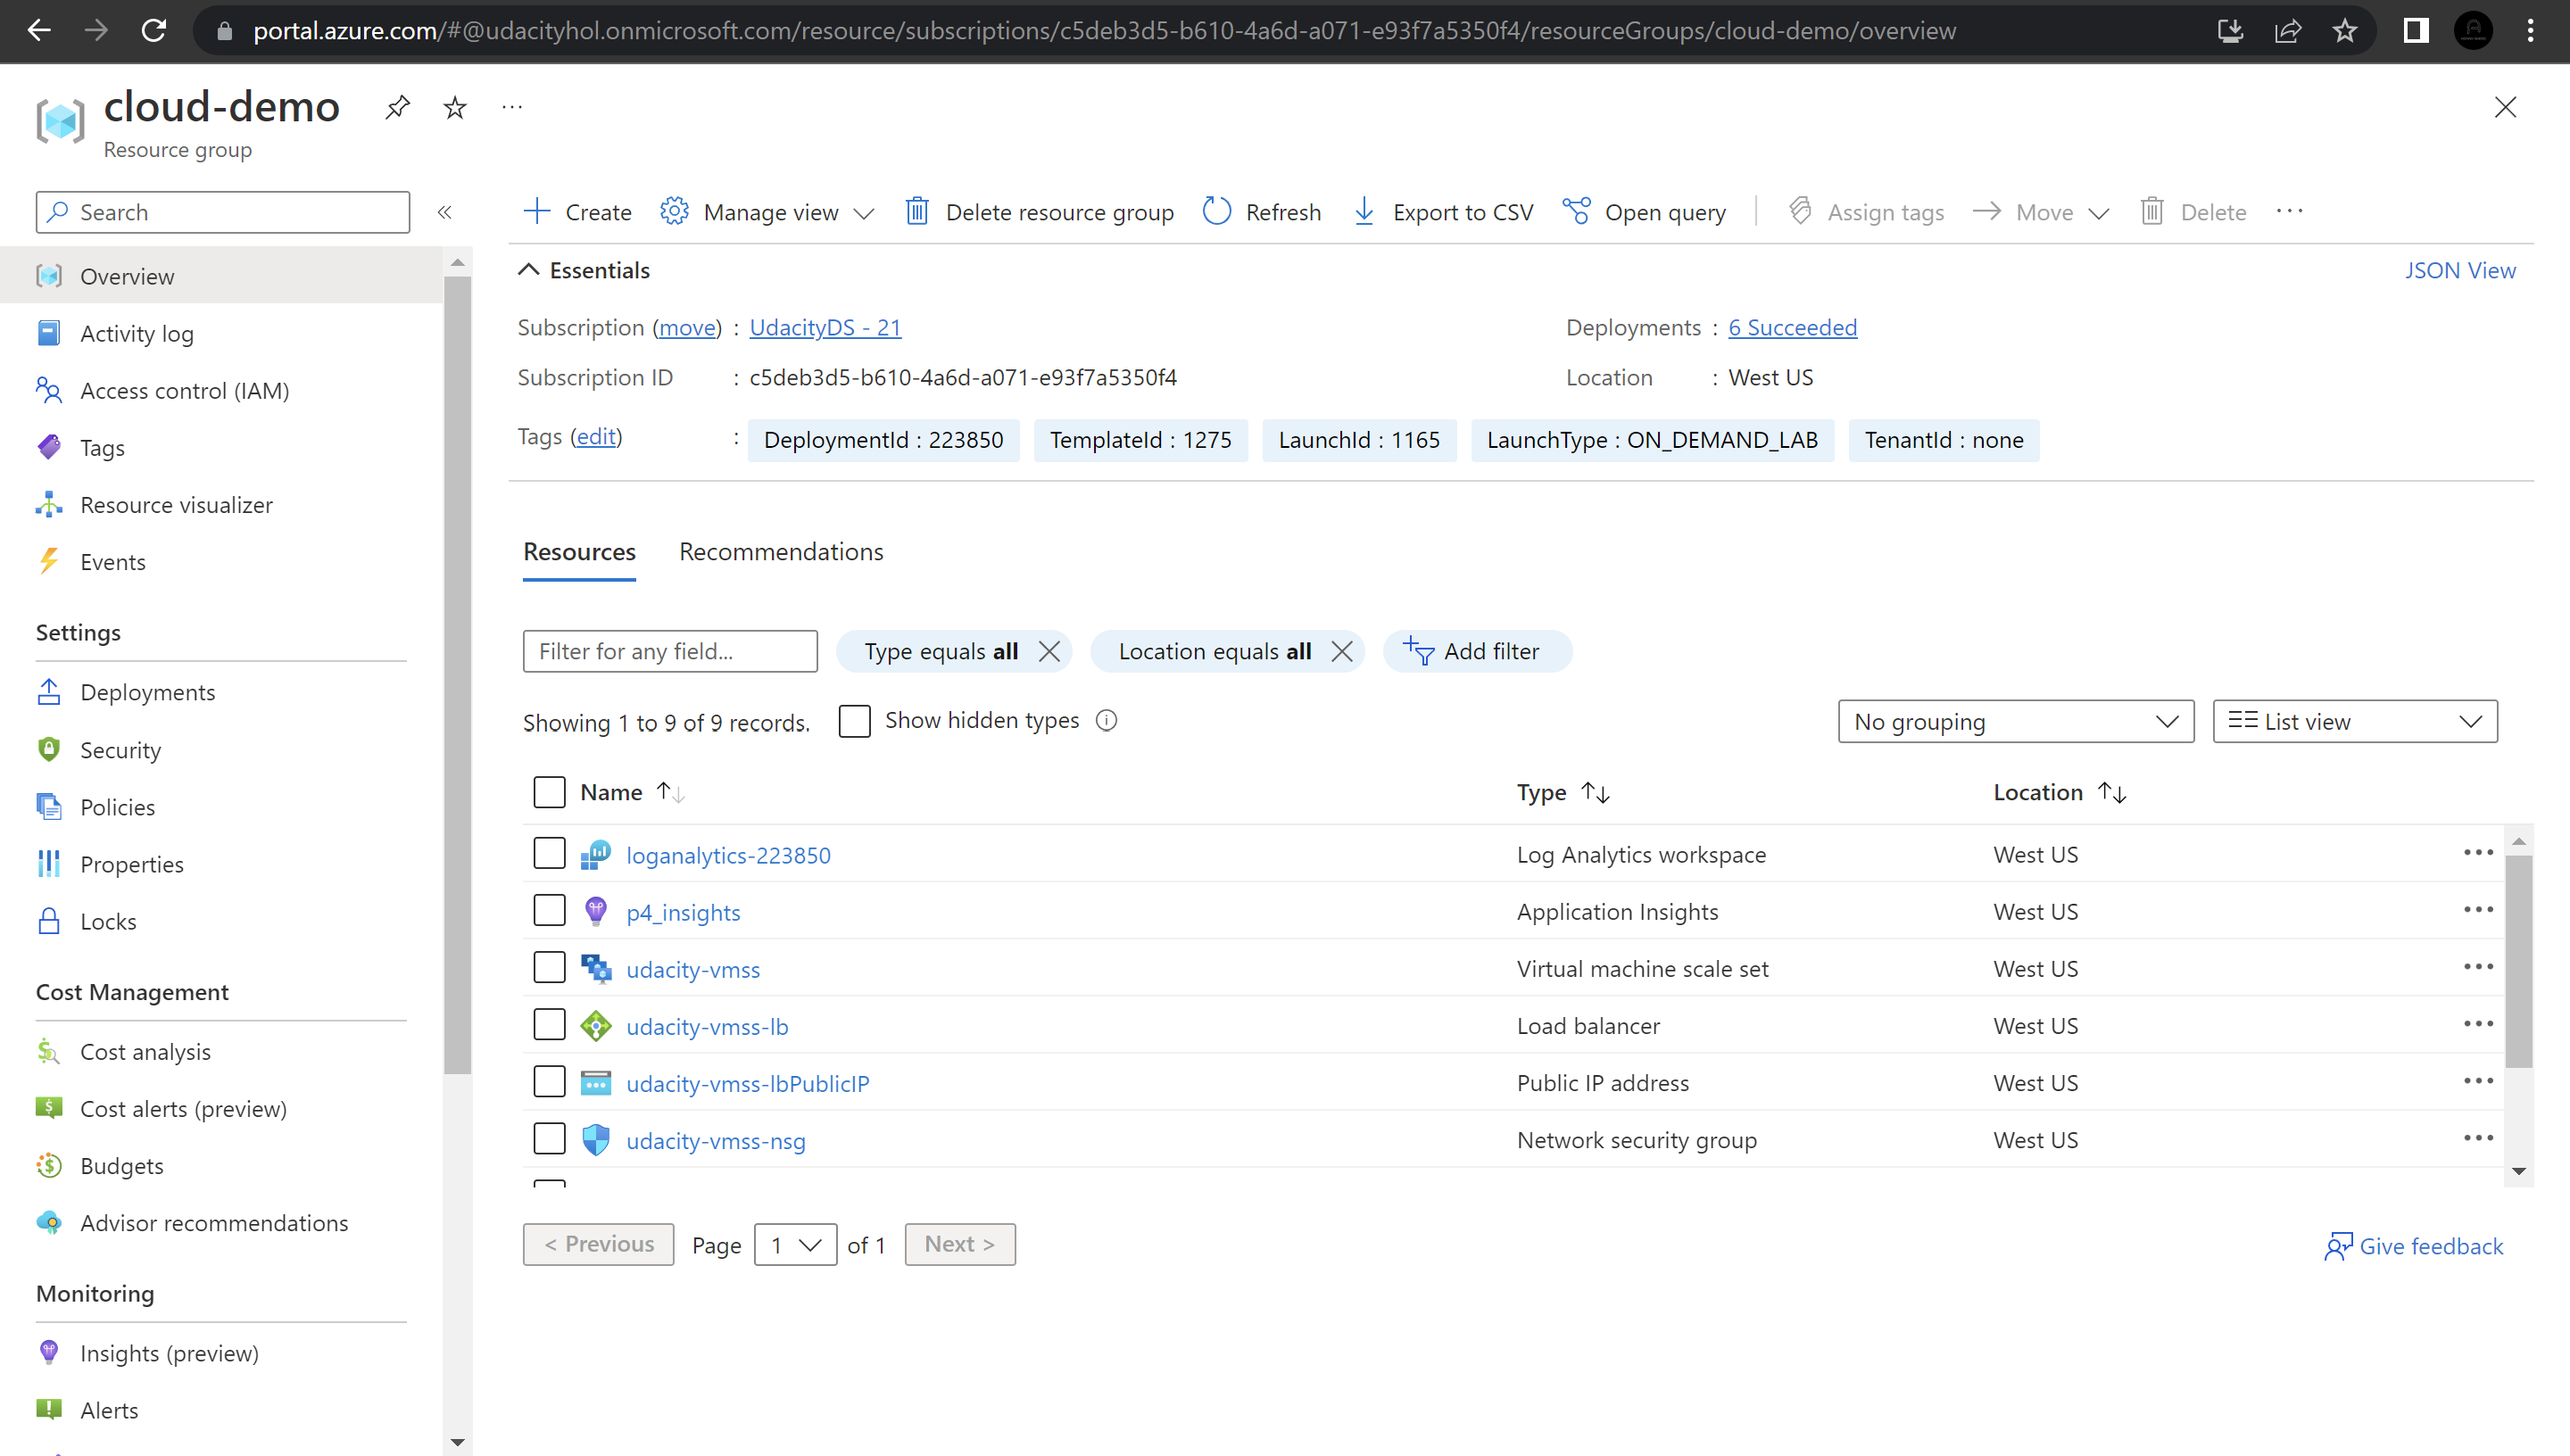 portal.azure.com/#@udacityhol.onmicrosoft.com/resource/subscriptions/c5deb3d5-b610-4a6d-a071-e93f7a5350f4/resourceGroups/cloud-demo/overview
cloud-demo
Resource group
Search
Create Manage view Delete resource group Refresh Export to CSV Open query Assign tags Move Delete
Overview
Activity log
Access control (IAM)
Tags
Resource visualizer
Events
Settings
Deployments
Security
Policies
Properties
Locks
Cost Management
Cost analysis
Cost alerts (preview)
Budgets
Advisor recommendations
Monitoring
Insights (preview)
Alerts
Essentials JSON View
Subscription (move) : UdacityDS - 21 Deployments : 6 Succeeded
Subscription ID : c5deb3d5-b610-4a6d-a071-e93f7a5350f4 Location : West US
Tags (edit) : DeploymentId : 223850 TemplateId : 1275 LaunchId : 1165 LaunchType : ON_DEMAND_LAB TenantId : none
Resources Recommendations
Filter for any field... Type equals all Location equals all Add filter
Showing 1 to 9 of 9 records. Show hidden types No grouping List view
Name Type Location
loganalytics-223850 Log Analytics workspace West US
p4_insights Application Insights West US
udacity-vmss Virtual machine scale set West US
udacity-vmss-lb Load balancer West US
udacity-vmss-lbPublicIP Public IP address West US
udacity-vmss-nsg Network security group West US
< Previous Page 1 of 1 Next > Give feedback